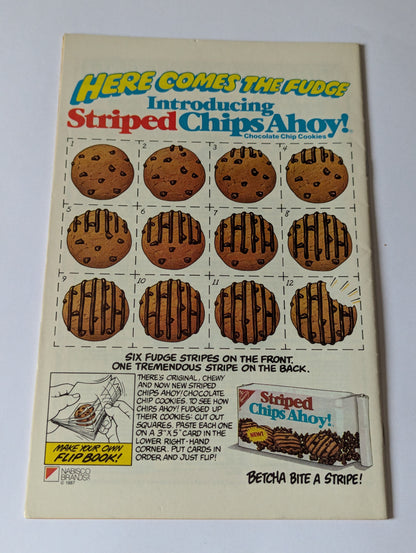 HERE COMES THE FUDGE
Introducing
Striped Chips Ahoy!
Chocolate Chip Cookies
2 3 4
5 6 7 8
9 10 11 12
SIX FUDGE STRIPES ON THE FRONT.
ONE TREMENDOUS STRIPE ON THE BACK.
THERE'S ORIGINAL, CHEWY
AND NOW NEW STRIPED
CHIPS AHOY! CHOCOLATE
CHIP COOKIES. TO SEE HOW
CHIPS AHOY! FUDGED UP
THEIR COOKIES: CUT OUT
SQUARES. PASTE EACH ONE
ON A 3"X 5" CARD IN THE
LOWER RIGHT-HAND
CORNER. PUT CARDS IN
ORDER, AND JUST FLIP!
MAKE YOUR OWN
FLIP BOOK!
Striped
Chips Ahoy!
NEW!
NABISCO
BRANDS
© 1987
BETCHA BITE A STRIPE!